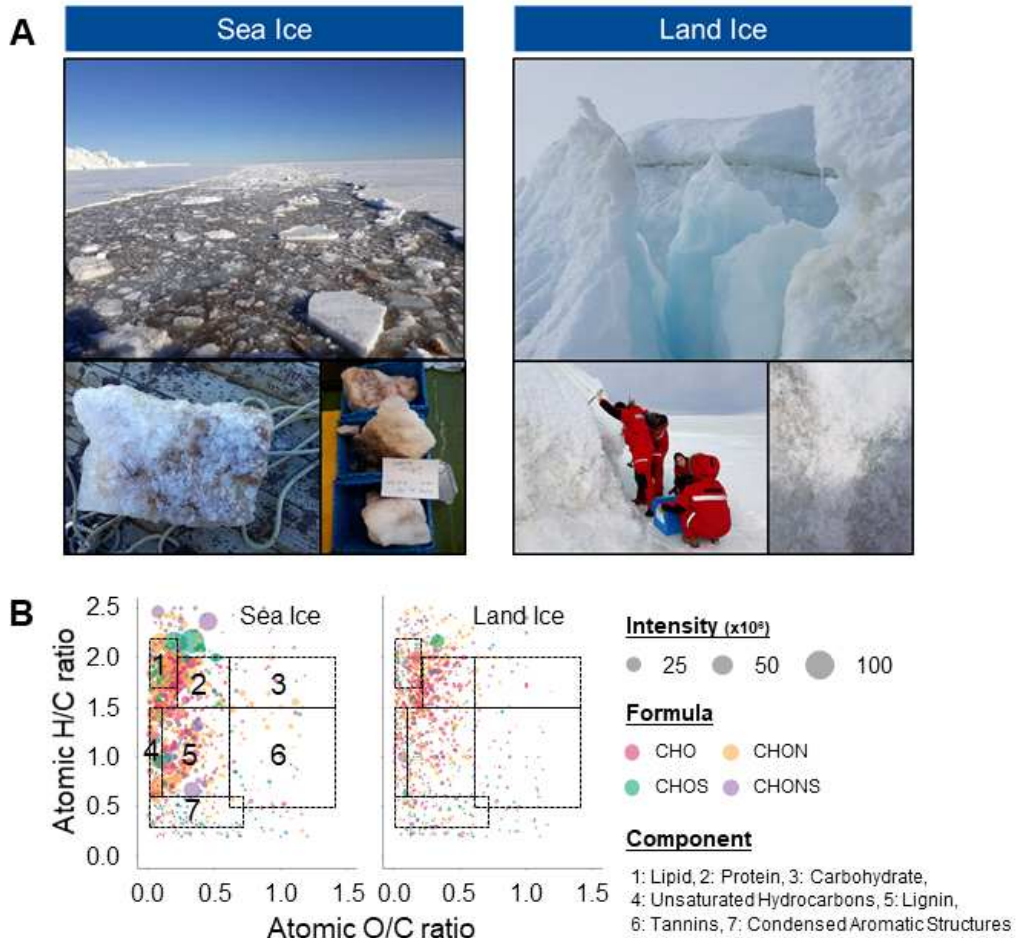 A
Sea Ice
Land Ice
B
Sea Ice
Land Ice
Atomic H/C ratio
2.5
2.0
1.5
1.0
0.5
0.0
1
2
3
4
5
6
7
0.0 0.5 1.0 1.5
0.0 0.5 1.0 1.5
Atomic O/C ratio
Intensity (x10⁶)
25 50 100
Formula
CHO CHON
CHOS CHONS
Component
1: Lipid, 2: Protein, 3: Carbohydrate,
4: Unsaturated Hydrocarbons, 5: Lignin,
6: Tannins, 7: Condensed Aromatic Structures